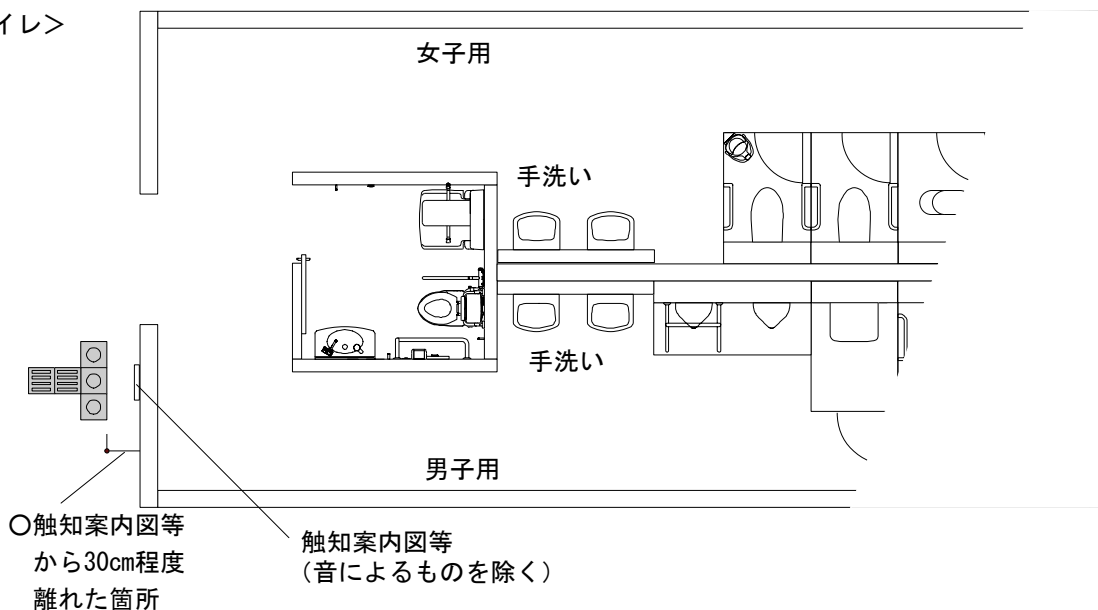 イレ>
女子用
手洗い
手洗い
男子用
〇触知案内図等
から30cm程度
離れた箇所
触知案内図等
（音によるものを除く）